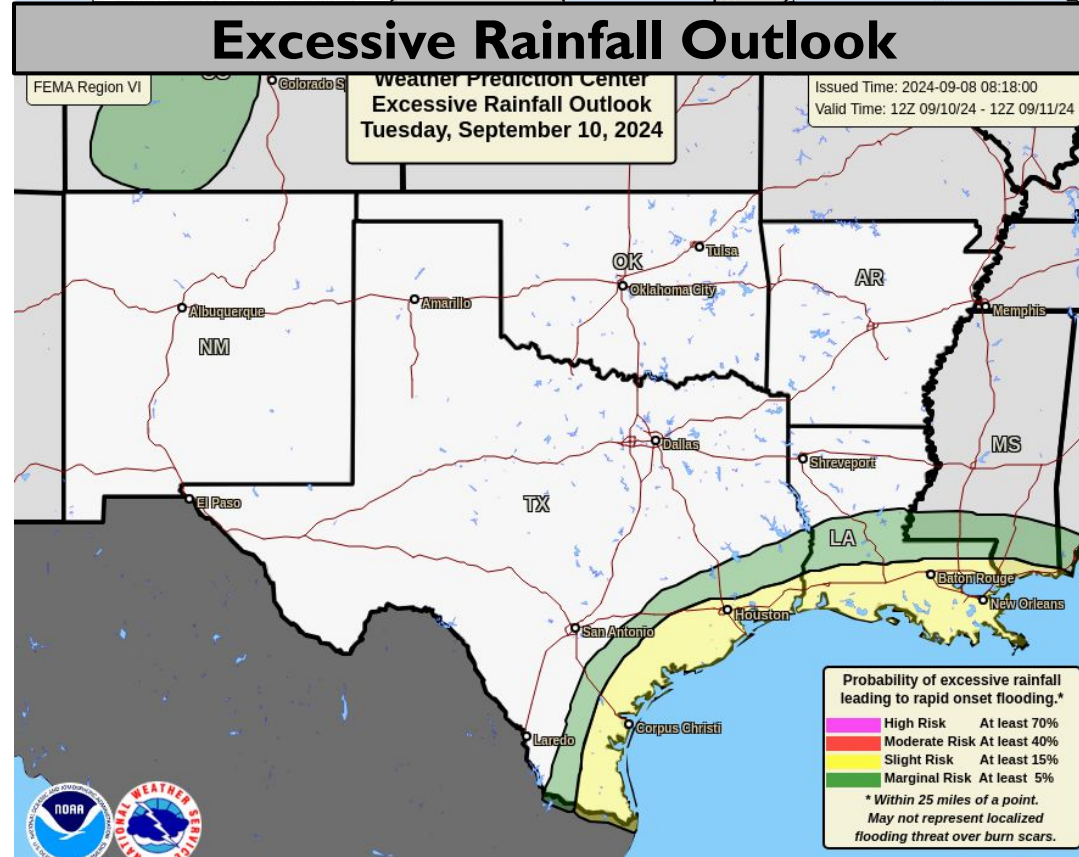 Excessive Rainfall Outlook
FEMA Region VI
Weather Prediction Center
Excessive Rainfall Outlook
Tuesday, September 10, 2024
Issued Time: 2024-09-08 08:18:00
Valid Time: 12Z 09/10/24 - 12Z 09/11/24
Colorado
Tulsa
OK
Oklahoma City
AR
Albuquerque
Amarillo
Memphis
NM
Dallas
MS
Shreveport
El Paso
TX
LA
Baton Rouge
New Orleans
Houston
San Antonio
Corpus Christi
Laredo
Probability of excessive rainfall
leading to rapid onset flooding.*
High Risk At least 70%
Moderate Risk At least 40%
Slight Risk At least 15%
Marginal Risk At least 5%
* Within 25 miles of a point.
May not represent localized
flooding threat over burn scars.
NOAA
NATIONAL WEATHER SERVICE